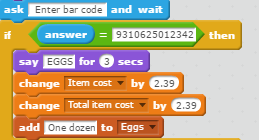 ask Enter bar code and wait
if answer = 9310625012342 then
say EGGS for 3 secs
change Item cost by 2.39
change Total item cost by 2.39
add One dozen to Eggs